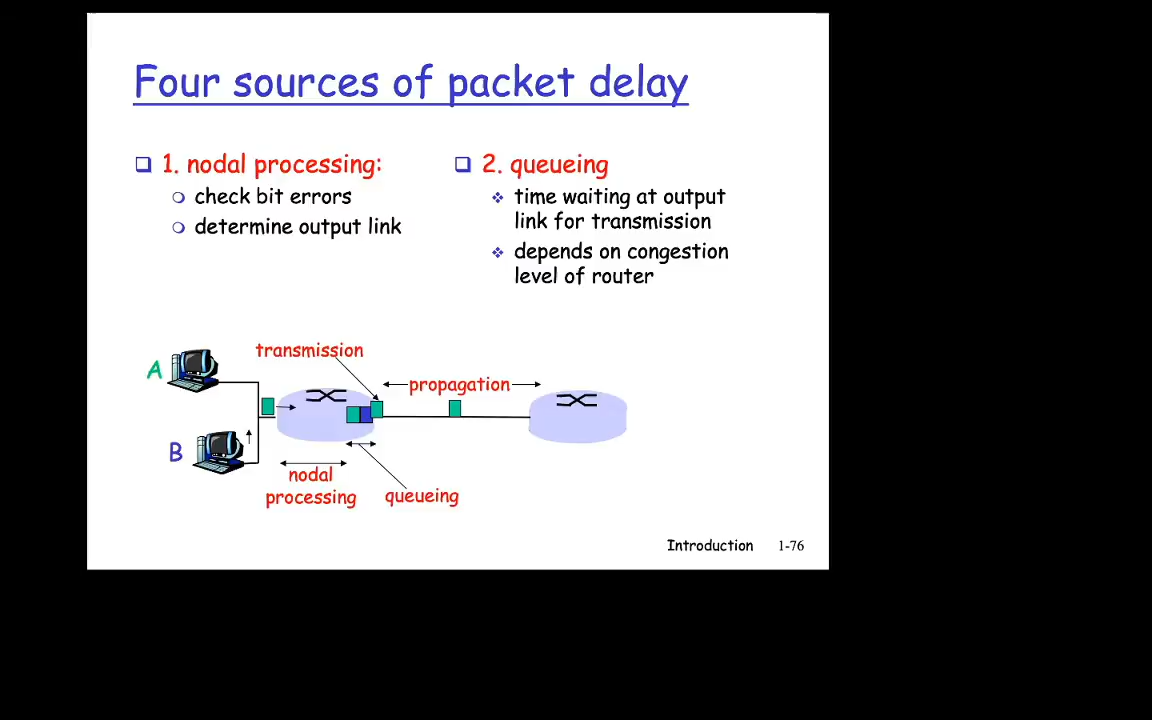 Four sources of packet delay
1. nodal processing:
check bit errors
determine output link
2. queueing
time waiting at output
link for transmission
depends on congestion
level of router
A
transmission
propagation
B
nodal
processing
queueing
Introduction 1-76